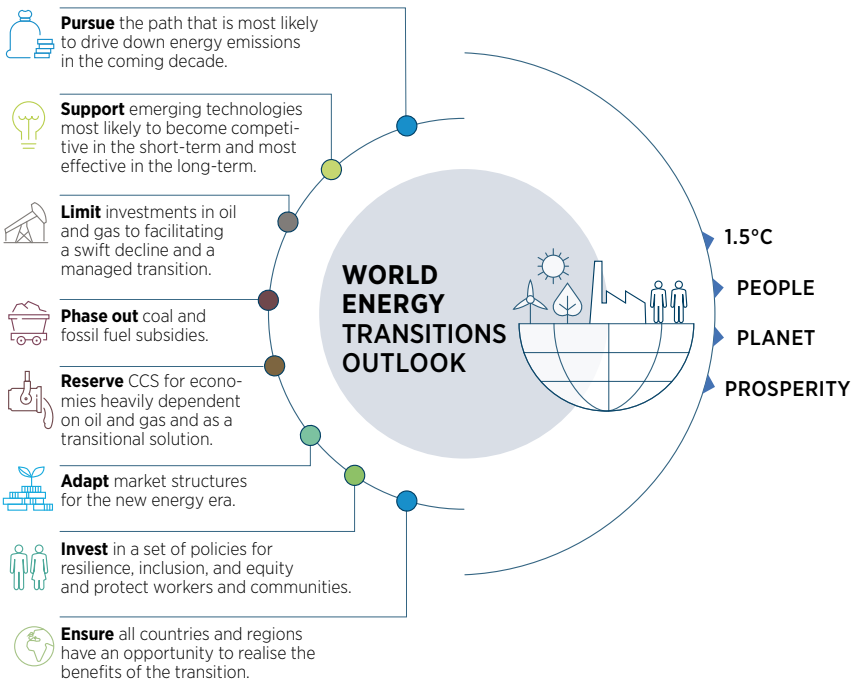 Pursue the path that is most likely
to drive down energy emissions
in the coming decade.
Support emerging technologies
most likely to become competi-
tive in the short-term and most
effective in the long-term.
Limit investments in oil
and gas to facilitating
a swift decline and a
managed transition.
Phase out coal and
fossil fuel subsidies.
Reserve CCS for econo-
mies heavily dependent
on oil and gas and as a
transitional solution.
Adapt market structures
for the new energy era.
Invest in a set of policies for
resilience, inclusion, and equity
and protect workers and communities.
Ensure all countries and regions
have an opportunity to realise the
benefits of the transition.
WORLD
ENERGY
TRANSITIONS
OUTLOOK
1.5°C
PEOPLE
PLANET
PROSPERITY